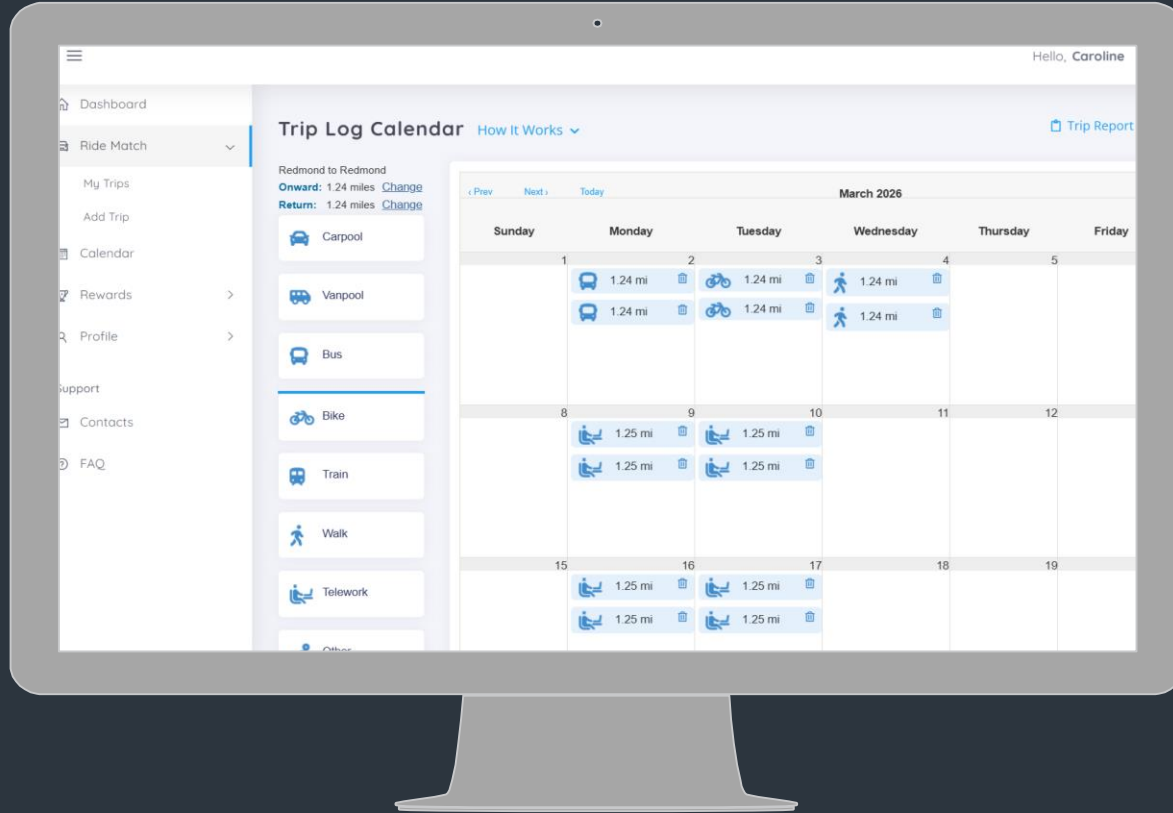 Hello, Caroline
Dashboard
Ride Match
My Trips
Add Trip
Calendar
Rewards
Profile
Support
Contacts
FAQ
Trip Log Calendar How It Works
Trip Report
Redmond to Redmond
Onward: 1.24 miles Change
Return: 1.24 miles Change
Carpool
Vanpool
Bus
Bike
Train
Walk
Telework
Other
‹ Prev Next › Today March 2026
Sunday Monday Tuesday Wednesday Thursday Friday
1 2 3 4 5
1.24 mi 1.24 mi 1.24 mi
1.24 mi 1.24 mi 1.24 mi
8 9 10 11 12
1.25 mi 1.25 mi
1.25 mi 1.25 mi
15 16 17 18 19
1.25 mi 1.25 mi
1.25 mi 1.25 mi